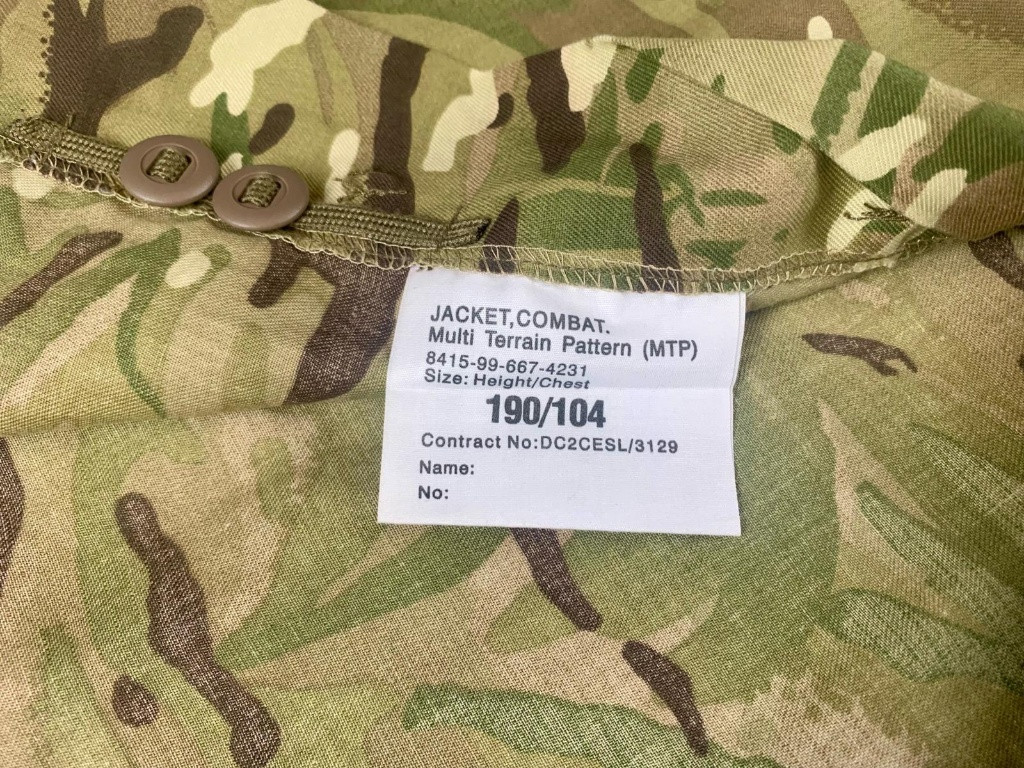 JACKET,COMBAT.
Multi Terrain Pattern (MTP)
8415-99-667-4231
Size: Height/Chest
190/104
Contract No:DC2CESL/3129
Name:
No: